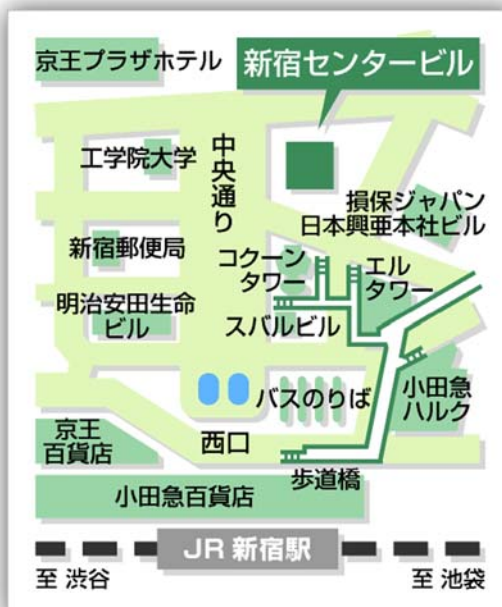 京王プラザホテル
新宿センタービル
工学院大学
中央通り
損保ジャパン
日本興亜本社ビル
新宿郵便局
コクーン
タワー
エル
タワー
明治安田生命
ビル
スバルビル
バスのりば
小田急
ハルク
京王
百貨店
西口
歩道橋
小田急百貨店
JR 新宿駅
至 渋谷
至 池袋